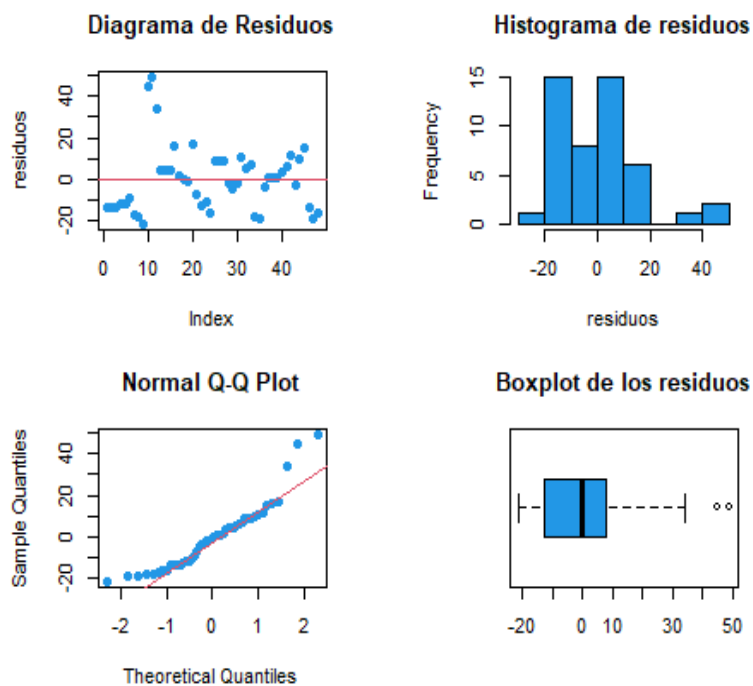 Diagrama de Residuos
residuos
-20 0 20 40
0 10 20 30 40
Index
Histograma de residuos
Frequency
0 5 10 15
-20 0 20 40
residuos
Normal Q-Q Plot
Sample Quantiles
-20 0 20 40
-2 -1 0 1 2
Theoretical Quantiles
Boxplot de los residuos
-20 0 10 30 50